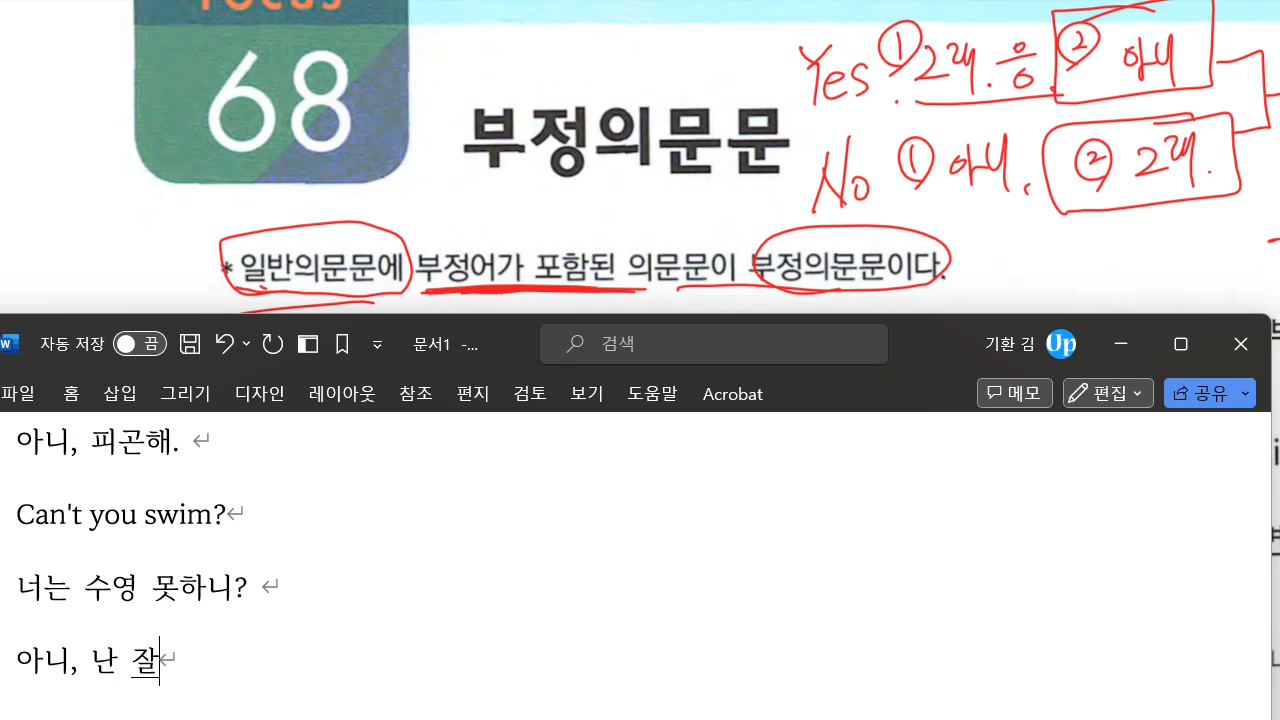 FOCUS
68
부정의문문
Yes ① 그래. 응 ② 아니
No ① 아니, ② 그래.
* 일반의문문에 부정어가 포함된 의문문이 부정의문문이다.
자동 저장 끔 문서1 -... 검색 기환 김 Up
파일 홈 삽입 그리기 디자인 레이아웃 참조 편지 검토 보기 도움말 Acrobat 메모 편집 공유
아니, 피곤해.
Can't you swim?
너는 수영 못하니?
아니, 난 잘